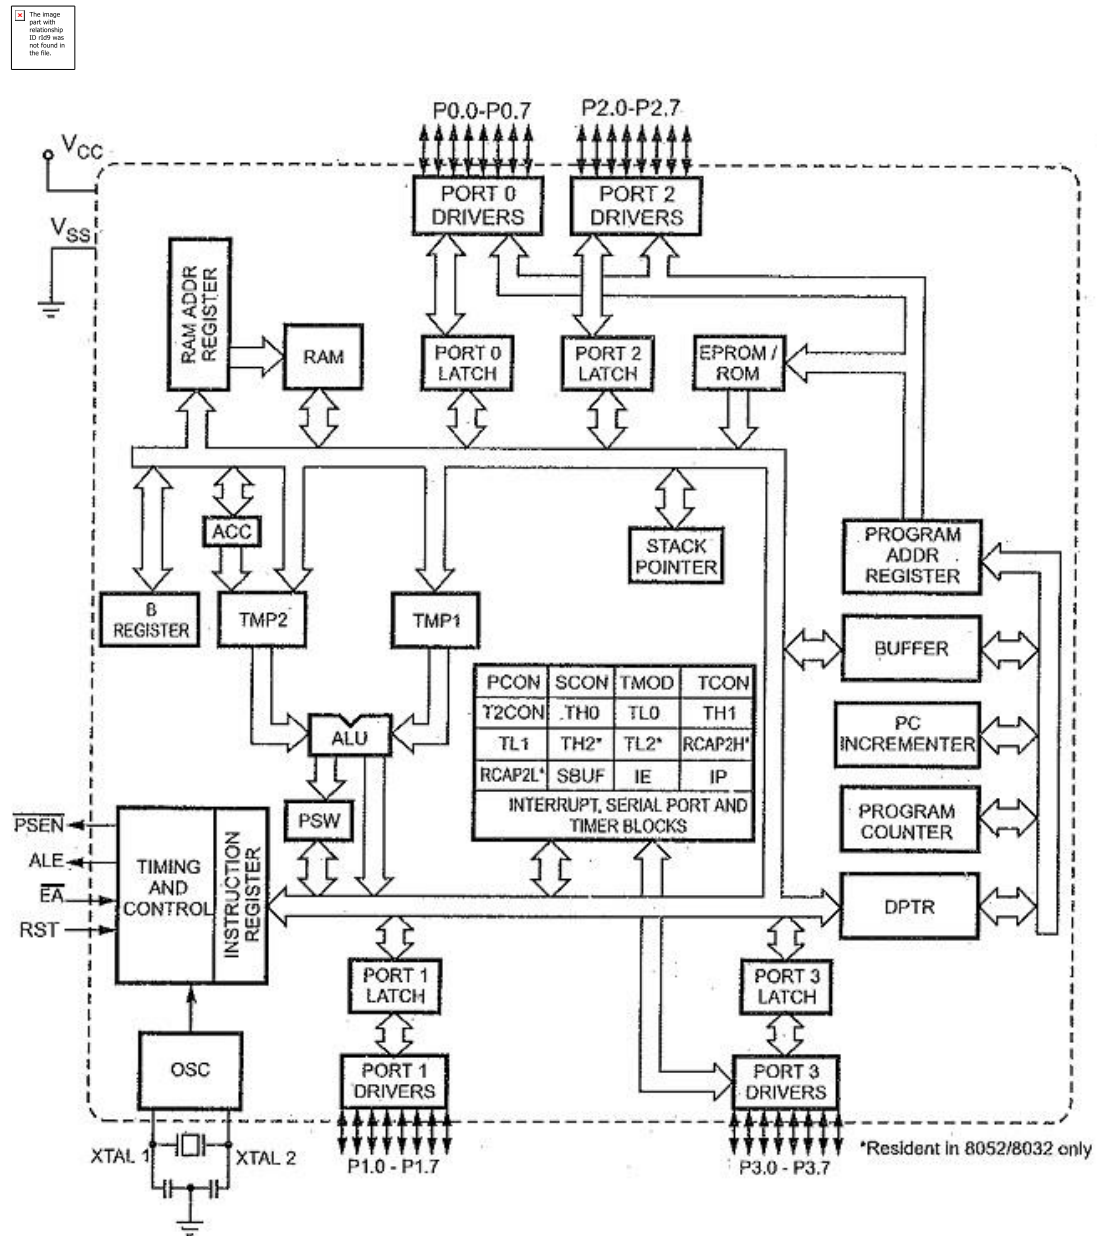 The image
part with
relationship
ID rId9 was
not found in
the file.
P0.0-P0.7
P2.0-P2.7
VCC
VSS
PORT 0
DRIVERS
PORT 2
DRIVERS
RAM ADDR
REGISTER
RAM
PORT 0
LATCH
PORT 2
LATCH
EPROM /
ROM
ACC
STACK
POINTER
PROGRAM
ADDR
REGISTER
B
REGISTER
TMP2
TMP1
BUFFER
PCON SCON TMOD TCON
T2CON TH0 TL0 TH1
TL1 TH2* TL2* RCAP2H*
RCAP2L* SBUF IE IP
INTERRUPT, SERIAL PORT AND
TIMER BLOCKS
ALU
PC
INCREMENTER
PSW
PROGRAM
COUNTER
PSEN
ALE
EA
RST
TIMING
AND
CONTROL
INSTRUCTION
REGISTER
DPTR
PORT 1
LATCH
PORT 3
LATCH
OSC
PORT 1
DRIVERS
PORT 3
DRIVERS
XTAL 1
XTAL 2
P1.0 - P1.7
P3.0 - P3.7
*Resident in 8052/8032 only